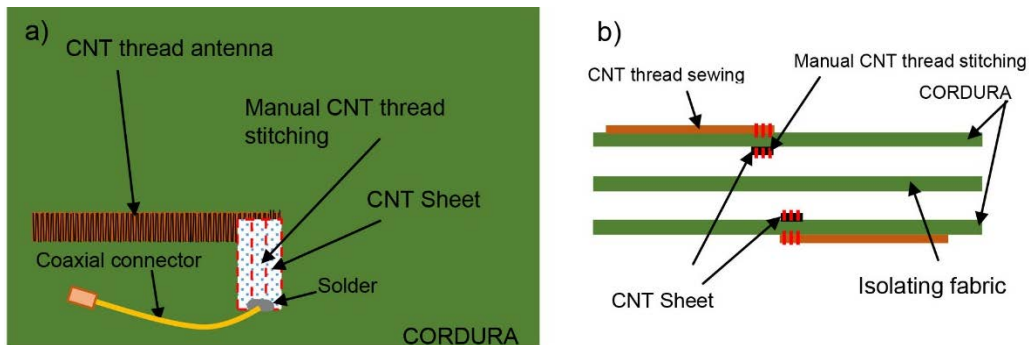 a)
CNT thread antenna
Manual CNT thread
stitching
CNT Sheet
Coaxial connector
Solder
CORDURA
b)
Manual CNT thread stitching
CNT thread sewing
CORDURA
CNT Sheet
Isolating fabric